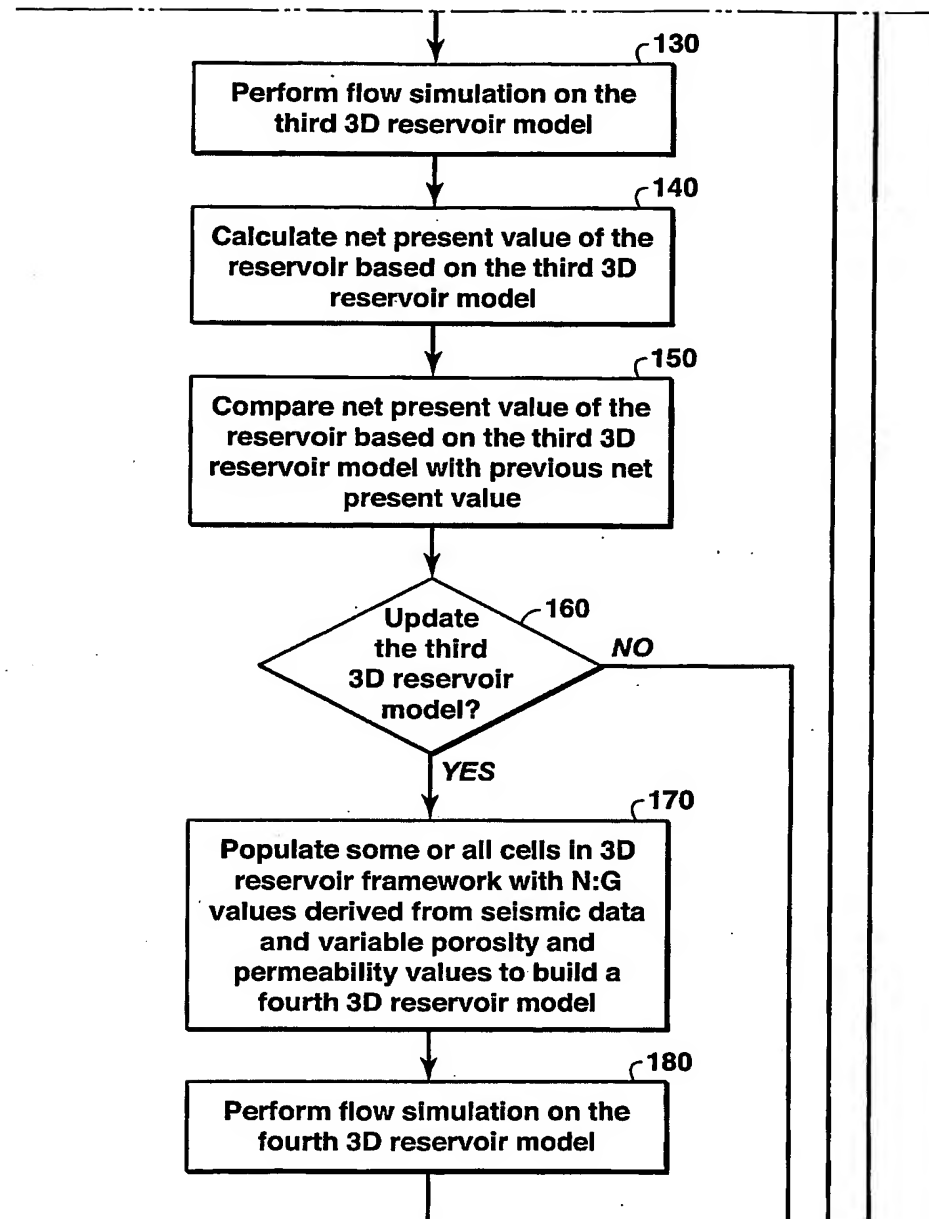 130
Perform flow simulation on the
third 3D reservoir model
140
Calculate net present value of the
reservoir based on the third 3D
reservoir model
150
Compare net present value of the
reservoir based on the third 3D
reservoir model with previous net
present value
160
Update
the third
3D reservoir
model?
NO
YES
170
Populate some or all cells in 3D
reservoir framework with N:G
values derived from seismic data
and variable porosity and
permeability values to build a
fourth 3D reservoir model
180
Perform flow simulation on the
fourth 3D reservoir model